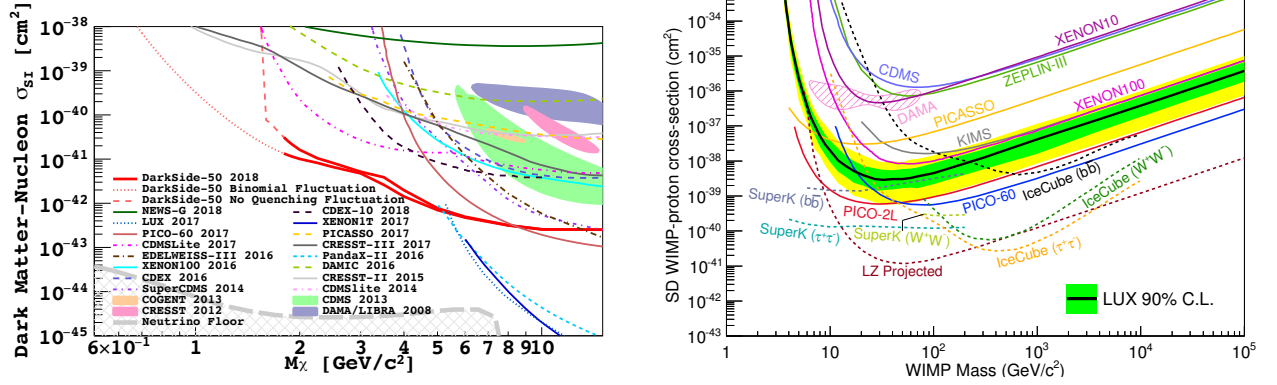 Dark Matter-Nucleon σSI [cm²]
10⁻³⁸
10⁻³⁹
10⁻⁴⁰
10⁻⁴¹
10⁻⁴²
10⁻⁴³
10⁻⁴⁴
10⁻⁴⁵
DarkSide-50 2018
DarkSide-50 Binomial Fluctuation
DarkSide-50 No Quenching Fluctuation
NEWS-G 2018 CDEX-10 2018
LUX 2017 XENON1T 2017
PICO-60 2017 PICASSO 2017
CDMSLite 2017 CRESST-III 2017
EDELWEISS-III 2016 PandaX-II 2016
XENON100 2016 DAMIC 2016
CDEX 2016 CRESST-II 2015
SuperCDMS 2014 CDMSlite 2014
COGENT 2013 CDMS 2013
CRESST 2012 DAMA/LIBRA 2008
Neutrino Floor
6×10⁻¹ 1 2 3 4 5 6 7 8 9 10
Mχ [GeV/c²]
SD WIMP-proton cross-section (cm²)
10⁻³⁴
10⁻³⁵
10⁻³⁶
10⁻³⁷
10⁻³⁸
10⁻³⁹
10⁻⁴⁰
10⁻⁴¹
10⁻⁴²
10⁻⁴³
XENON10
CDMS
ZEPLIN-III
DAMA
XENON100
PICASSO
KIMS
SuperK (bb̄)
PICO-2L
PICO-60
IceCube (bb̄)
IceCube (W⁺W⁻)
SuperK (τ⁺τ⁻)
SuperK (W⁺W⁻)
IceCube (τ⁺τ⁻)
LZ Projected
LUX 90% C.L.
1 10 10² 10³ 10⁴ 10⁵
WIMP Mass (GeV/c²)